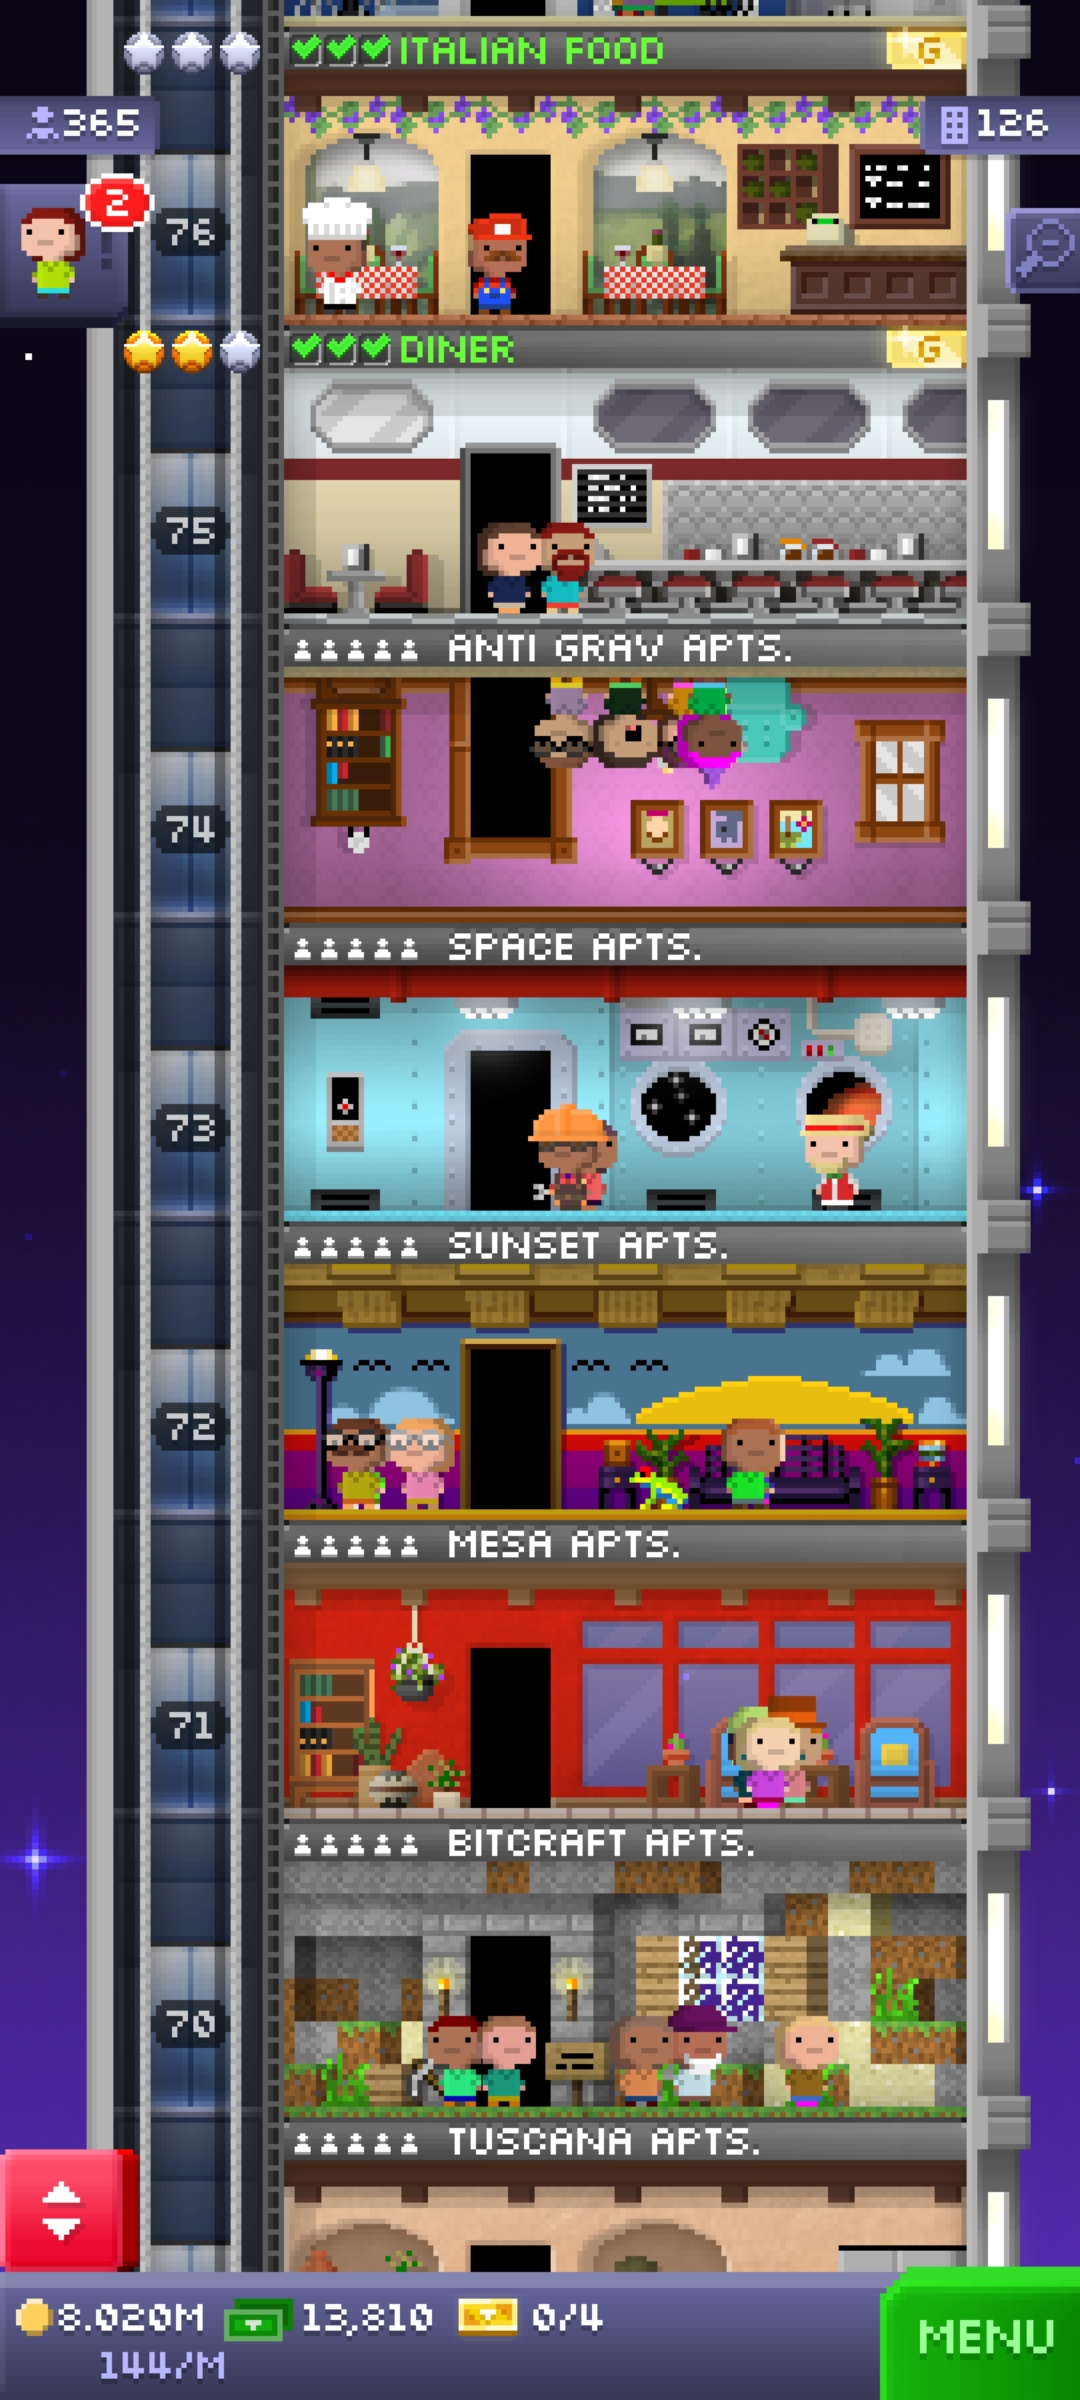 ITALIAN FOOD
G
365
126
2
76
DINER
G
75
ANTI GRAV APTS.
74
SPACE APTS.
73
SUNSET APTS.
72
MESA APTS.
71
BITCRAFT APTS.
70
TUSCANA APTS.
8.020M
13,810
0/4
144/M
MENU